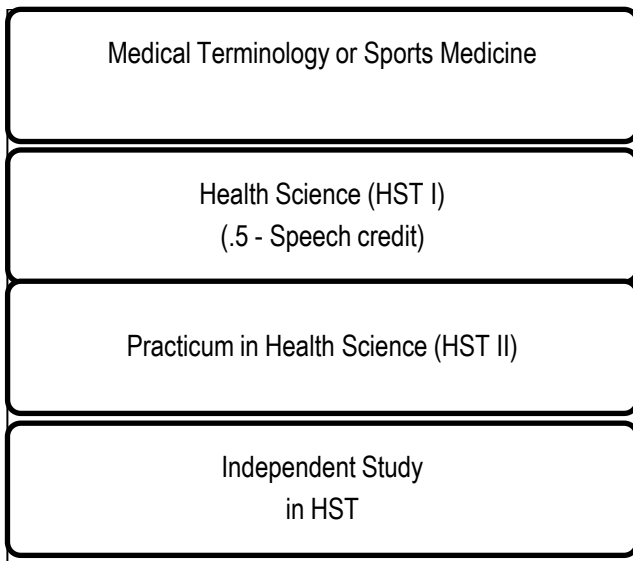 Medical Terminology or Sports Medicine
Health Science (HST I)
(.5 - Speech credit)
Practicum in Health Science (HST II)
Independent Study
in HST